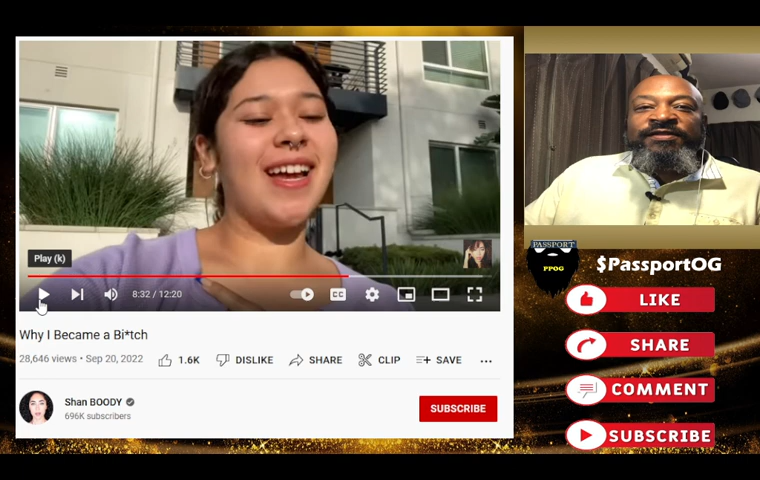 Play (k)
8:32 / 12:20
CC
Why I Became a Bi*tch
28,646 views • Sep 20, 2022
1.6K
DISLIKE
SHARE
CLIP
SAVE
...
Shan BOODY
696K subscribers
SUBSCRIBE
PASSPORT
PPOG
$PassportOG
LIKE
SHARE
COMMENT
SUBSCRIBE